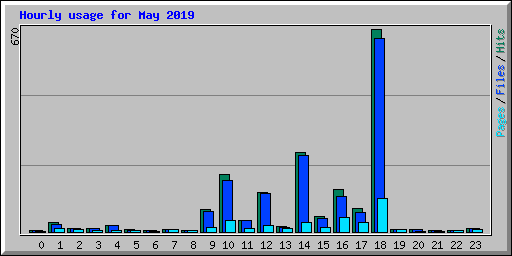 Hourly usage for May 2019
670
Pages/Files/Hits
0 1 2 3 4 5 6 7 8 9 10 11 12 13 14 15 16 17 18 19 20 21 22 23